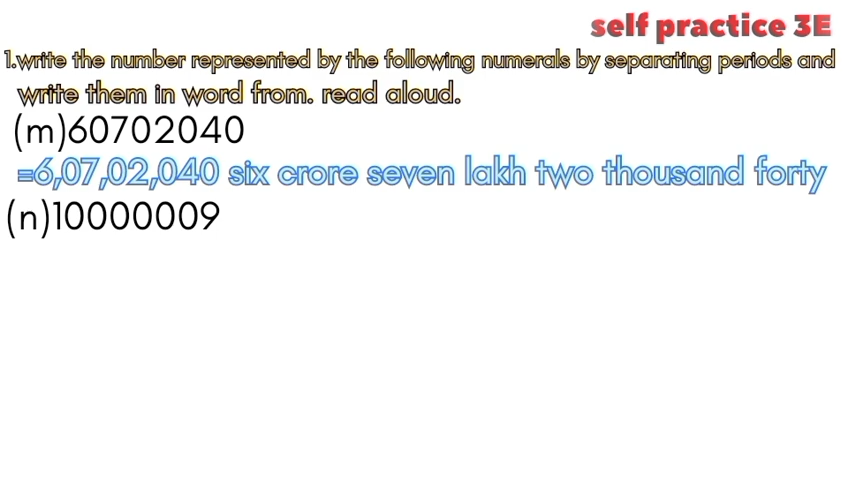 self practice 3E
1.write the number represented by the following numerals by separating periods and
write them in word from. read aloud.
(m)60702040
=6,07,02,040 six crore seven lakh two thousand forty
(n)10000009